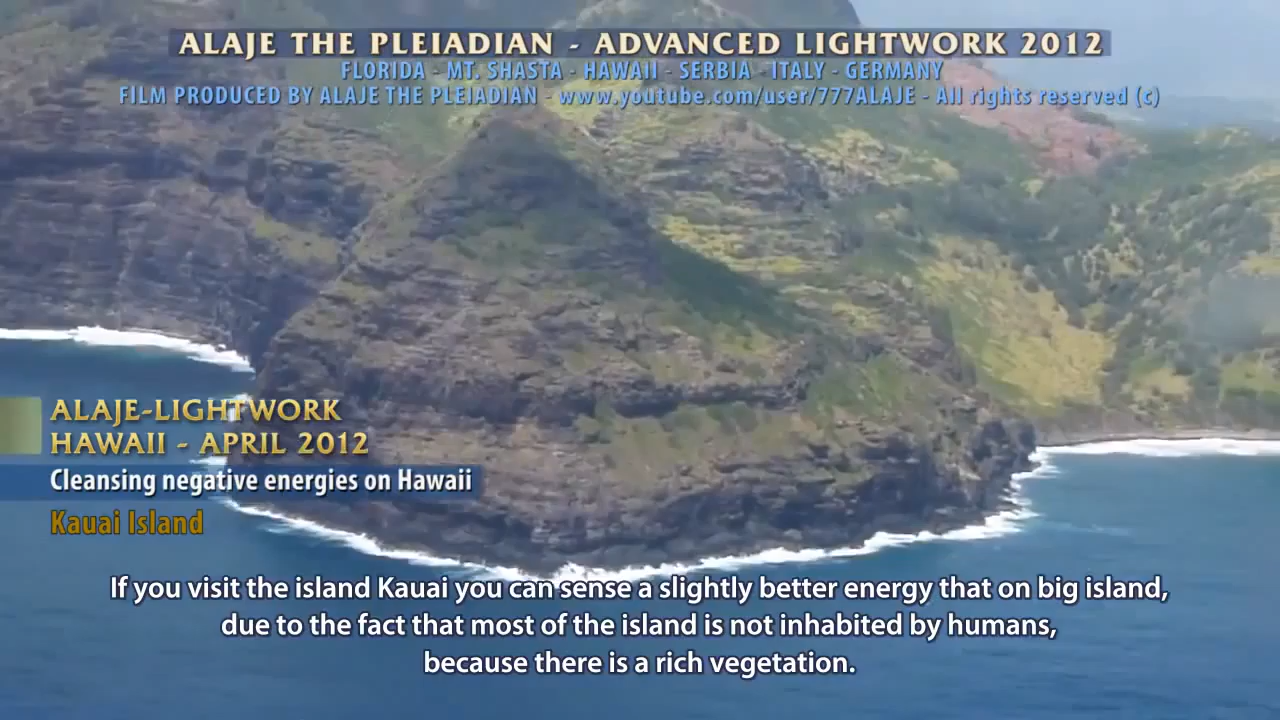 ALAJE THE PLEIADIAN - ADVANCED LIGHTWORK 2012
FLORIDA - MT. SHASTA - HAWAII - SERBIA - ITALY - GERMANY
FILM PRODUCED BY ALAJE THE PLEIADIAN - www.youtube.com/user/777ALAJE - All rights reserved (c)
ALAJE-LIGHTWORK
HAWAII - APRIL 2012
Cleansing negative energies on Hawaii
Kauai Island
If you visit the island Kauai you can sense a slightly better energy that on big island,
due to the fact that most of the island is not inhabited by humans,
because there is a rich vegetation.